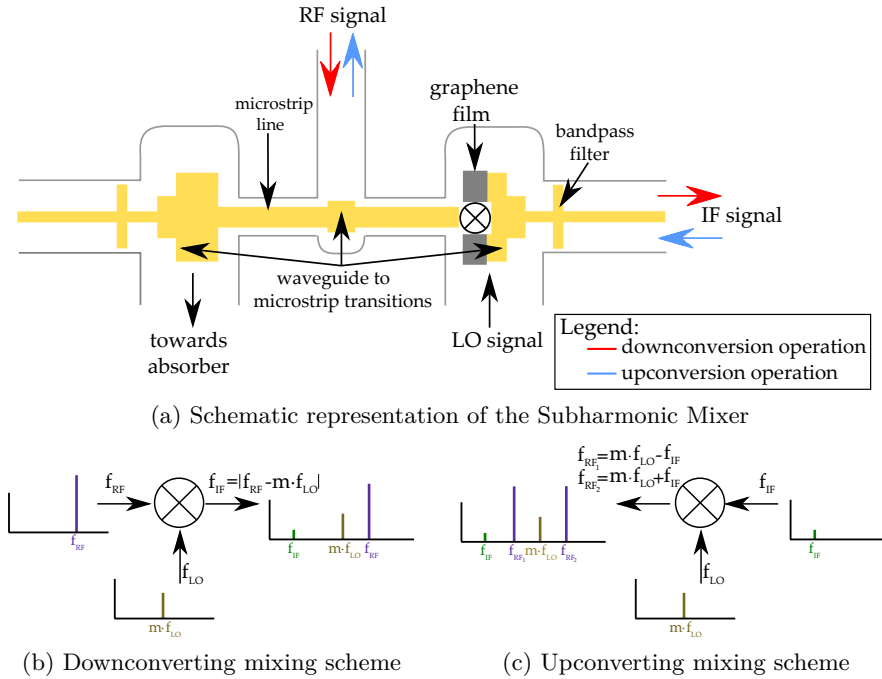 RF signal
graphene
film
microstrip
line
bandpass
filter
IF signal
waveguide to
microstrip transitions
towards
absorber
LO signal
Legend:
downconversion operation
upconversion operation
(a) Schematic representation of the Subharmonic Mixer
f_RF
f_IF=|f_RF-m·f_LO|
f_RF
f_IF
m·f_LO
f_RF
f_LO
m·f_LO
(b) Downconverting mixing scheme
f_RF₁=m·f_LO-f_IF
f_RF₂=m·f_LO+f_IF
f_IF
f_IF
f_RF₁
m·f_LO
f_RF₂
f_IF
f_LO
m·f_LO
(c) Upconverting mixing scheme